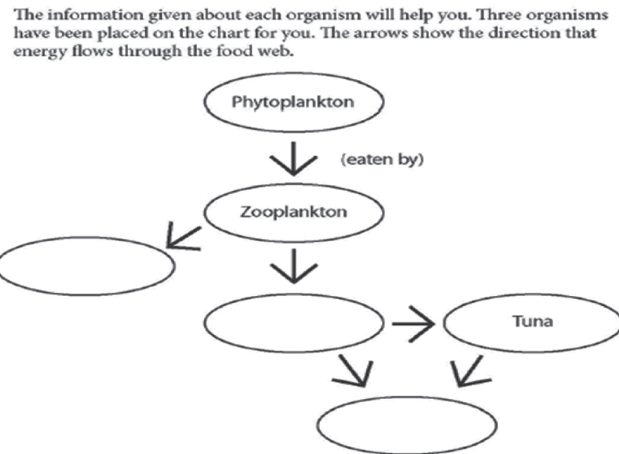 The information given about each organism will help you. Three organisms
have been placed on the chart for you. The arrows show the direction that
energy flows through the food web.
Phytoplankton
(eaten by)
Zooplankton
Tuna